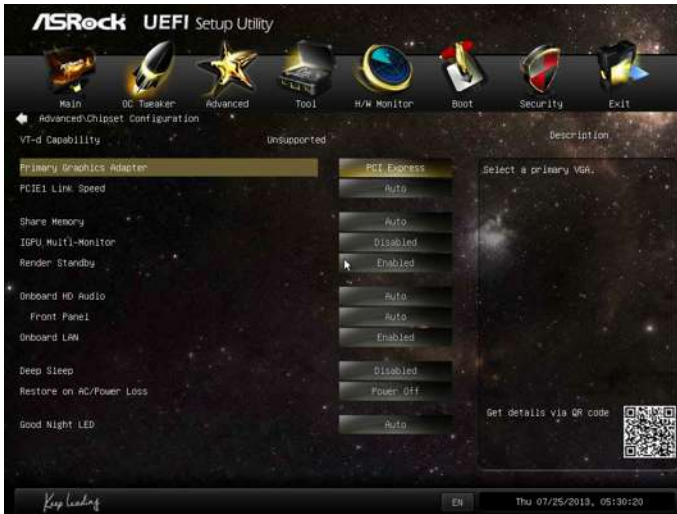 ASRock UEFI Setup Utility
Main OC Tweaker Advanced Tool H/W Monitor Boot Security Exit
Advanced\Chipset Configuration
Description
VT-d Capability Unsupported
Primary Graphics Adapter PCI Express
Select a primary VGA.
PCIE1 Link Speed Auto
Share Memory Auto
IGPU Multi-Monitor Disabled
Render Standby Enabled
Onboard HD Audio Auto
Front Panel Auto
Onboard LAN Enabled
Deep Sleep Disabled
Restore on AC/Power Loss Power Off
Good Night LED Auto
Get details via QR code
Keep Leading
EN Thu 07/25/2013, 05:30:20